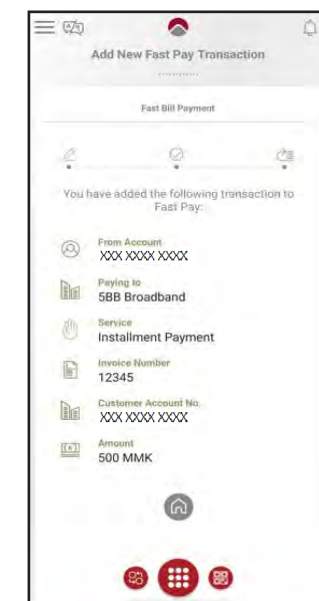 Add New Fast Pay Transaction
Fast Bill Payment
You have added the following transaction to
Fast Pay:
From Account
XXX XXXX XXXX
Paying to
5BB Broadband
Service
Installment Payment
Invoice Number
12345
Customer Account No.
XXX XXXX XXXX
Amount
500 MMK